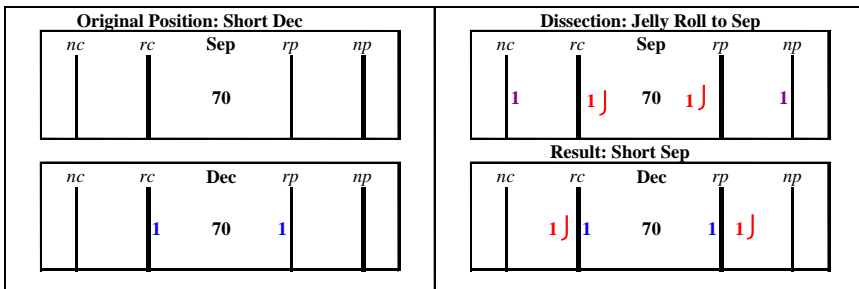 Original Position: Short Dec
nc rc Sep rp np
70
nc rc Dec rp np
1 70 1
Dissection: Jelly Roll to Sep
nc rc Sep rp np
1 1⌡ 70 1⌡ 1
Result: Short Sep
nc rc Dec rp np
1⌡ 1 70 1 1⌡